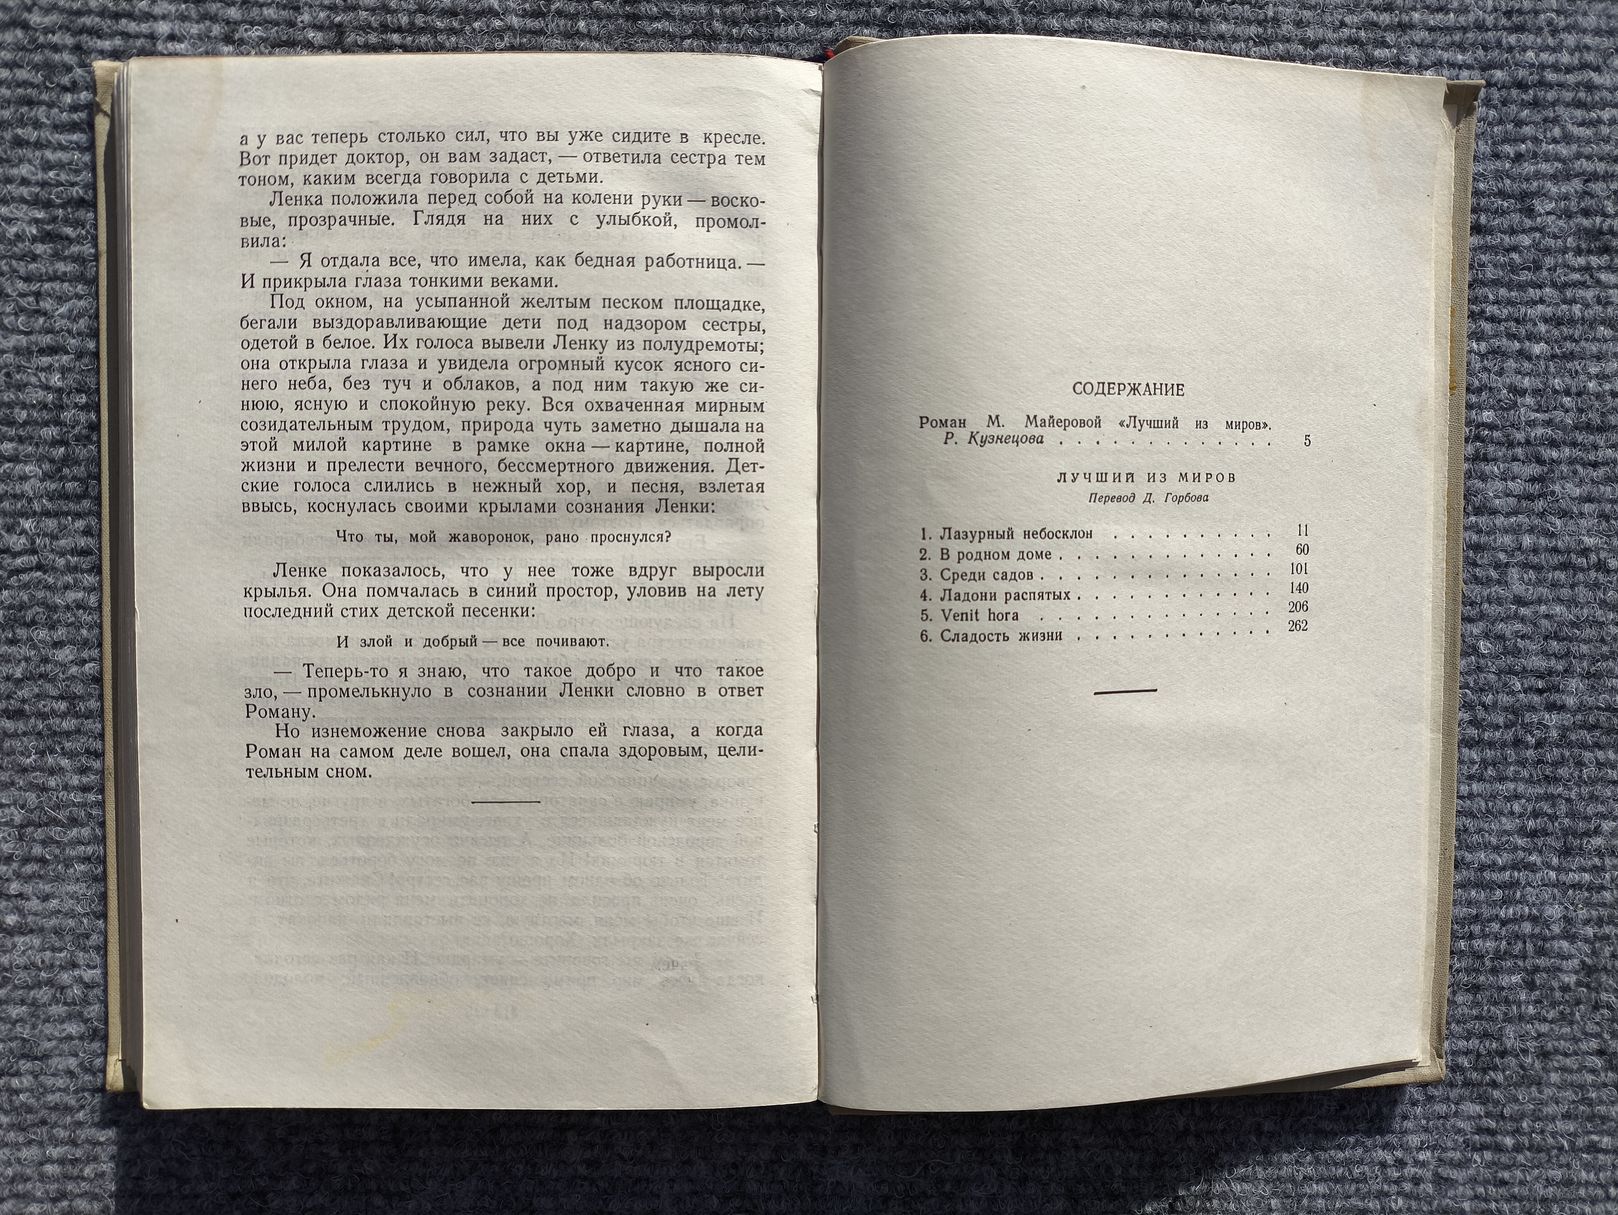 а у вас теперь столько сил, что вы уже сидите в кресле.
Вот придет доктор, он вам задаст, — ответила сестра тем
тоном, каким всегда говорила с детьми.
Ленка положила перед собой на колени руки — воско-
вые, прозрачные. Глядя на них с улыбкой, промол-
вила:
— Я отдала все, что имела, как бедная работница. —
И прикрыла глаза тонкими веками.
Под окном, на усыпанной желтым песком площадке,
бегали выздоравливающие дети под надзором сестры,
одетой в белое. Их голоса вывели Ленку из полудремоты;
она открыла глаза и увидела огромный кусок ясного си-
него неба, без туч и облаков, а под ним такую же си-
нюю, ясную и спокойную реку. Вся охваченная мирным
созидательным трудом, природа чуть заметно дышала на
этой милой картине в рамке окна — картине, полной
жизни и прелести вечного, бессмертного движения. Дет-
ские голоса слились в нежный хор, и песня, взлетая
ввысь, коснулась своими крылами сознания Ленки:
Что ты, мой жаворонок, рано проснулся?
Ленке показалось, что у нее тоже вдруг выросли
крылья. Она помчалась в синий простор, уловив на лету
последний стих детской песенки:
И злой и добрый — все почивают.
— Теперь-то я знаю, что такое добро и что такое
зло, — промелькнуло в сознании Ленки словно в ответ
Роману.
Но изнеможение снова закрыло ей глаза, а когда
Роман на самом деле вошел, она спала здоровым, цели-
тельным сном.
СОДЕРЖАНИЕ
Роман М. Майеровой «Лучший из миров».
Р. Кузнецова . . . . . . . . . . . . . 5
ЛУЧШИЙ ИЗ МИРОВ
Перевод Д. Горбова
1. Лазурный небосклон . . . . . . . . . . 11
2. В родном доме . . . . . . . . . . . . . 60
3. Среди садов . . . . . . . . . . . . . . 101
4. Ладони распятых . . . . . . . . . . . . 140
5. Venit hora . . . . . . . . . . . . . . 206
6. Сладость жизни . . . . . . . . . . . . 262